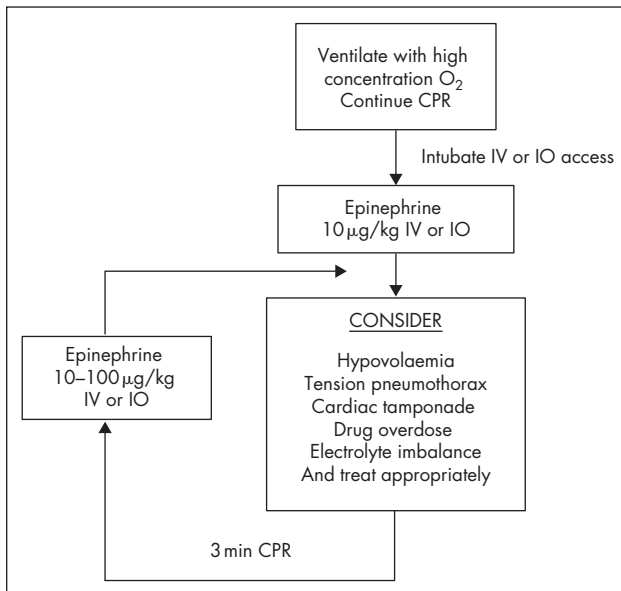 Ventilate with high
concentration O₂
Continue CPR
Intubate IV or IO access
Epinephrine
10 µg/kg IV or IO
CONSIDER
Hypovolaemia
Tension pneumothorax
Cardiac tamponade
Drug overdose
Electrolyte imbalance
And treat appropriately
Epinephrine
10–100 µg/kg
IV or IO
3 min CPR